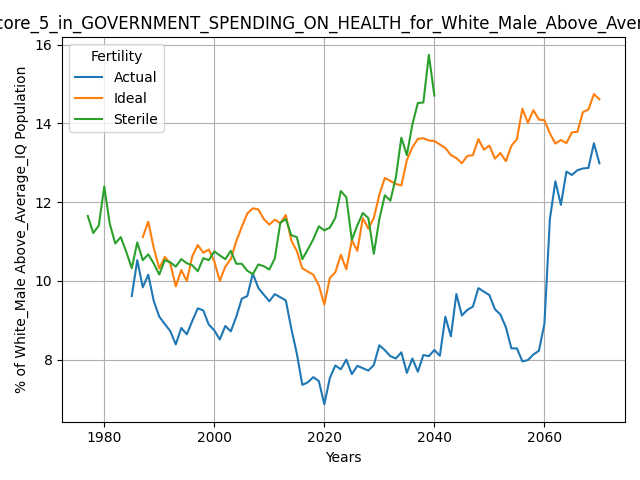 core_5_in_GOVERNMENT_SPENDING_ON_HEALTH_for_White_Male_Above_Aver
16
14
12
10
8
% of White_Male Above_Average_IQ Population
Fertility
Actual
Ideal
Sterile
1980
2000
2020
2040
2060
Years